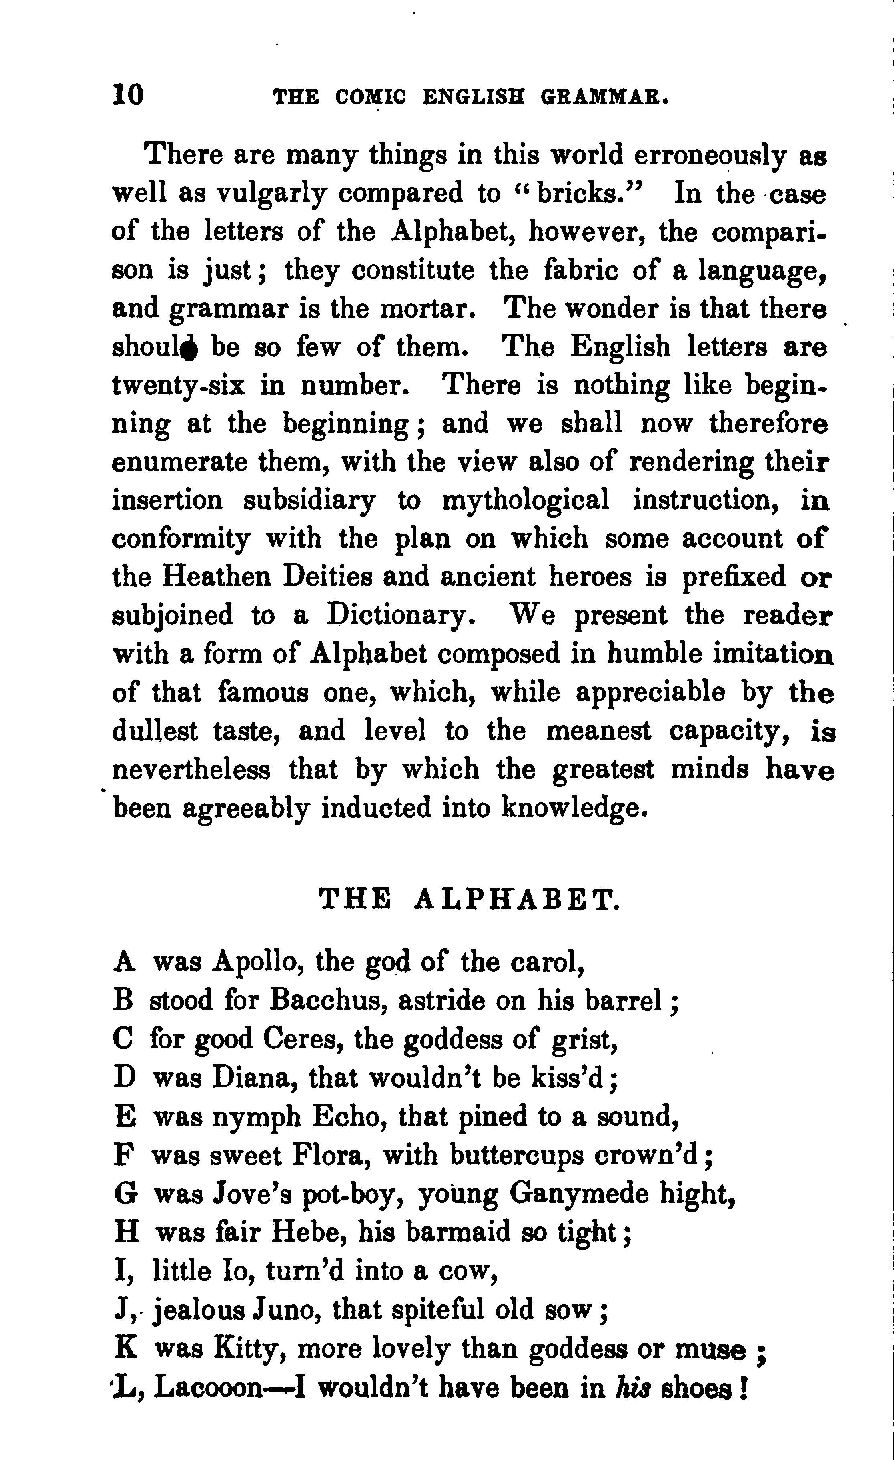 10 THE COMIC ENGLISH GRAMMAR.
There are many things in this world erroneously as
well as vulgarly compared to “bricks.” In the case
of the letters of the Alphabet, however, the compari-
son is just; they constitute the fabric of a language,
and grammar is the mortar. The wonder is that there
should be so few of them. The English letters are
twenty-six in number. There is nothing like begin-
ning at the beginning; and we shall now therefore
enumerate them, with the view also of rendering their
insertion subsidiary to mythological instruction, in
conformity with the plan on which some account of
the Heathen Deities and ancient heroes is prefixed or
subjoined to a Dictionary. We present the reader
with a form of Alphabet composed in humble imitation
of that famous one, which, while appreciable by the
dullest taste, and level to the meanest capacity, is
nevertheless that by which the greatest minds have
been agreeably inducted into knowledge.
THE ALPHABET.
A was Apollo, the god of the carol,
B stood for Bacchus, astride on his barrel;
C for good Ceres, the goddess of grist,
D was Diana, that wouldn’t be kiss’d;
E was nymph Echo, that pined to a sound,
F was sweet Flora, with buttercups crown’d;
G was Jove’s pot-boy, young Ganymede hight,
H was fair Hebe, his barmaid so tight;
I, little Io, turn’d into a cow,
J, jealous Juno, that spiteful old sow;
K was Kitty, more lovely than goddess or muse;
L, Lacooon—I wouldn’t have been in his shoes!